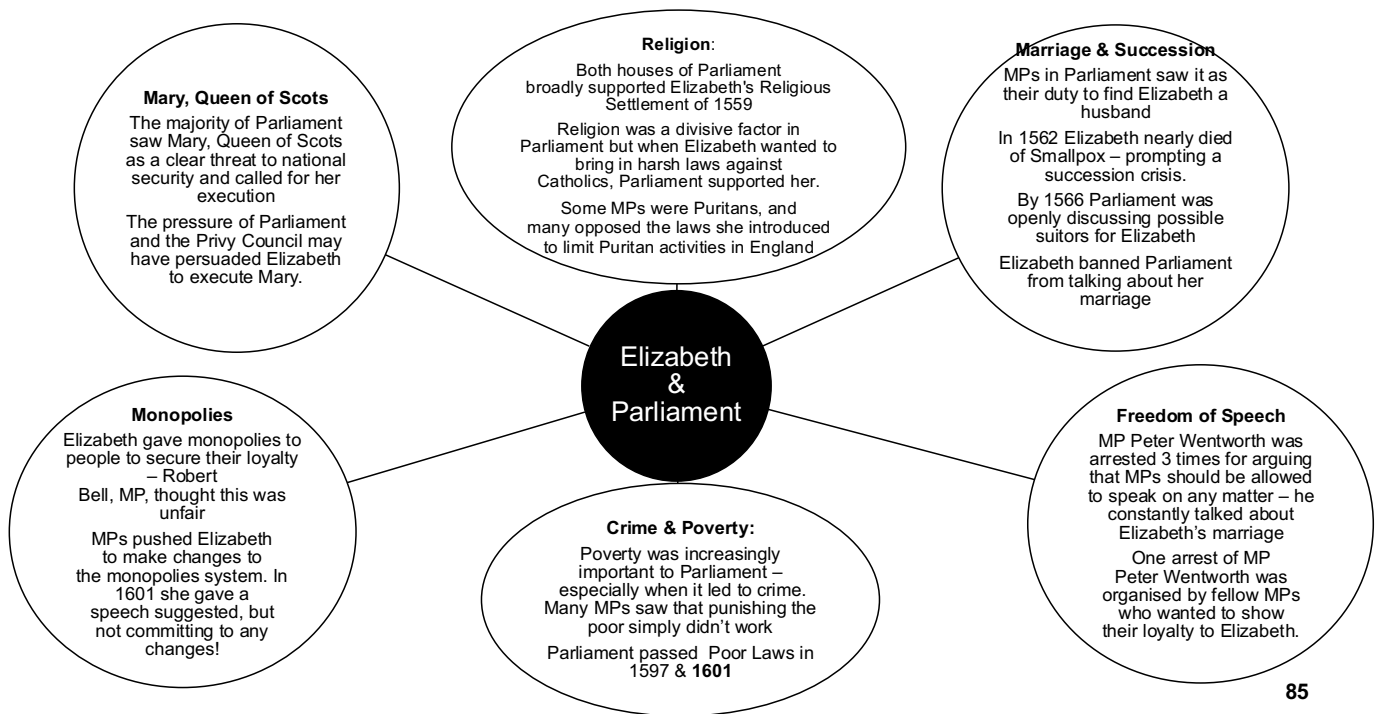 Mary, Queen of Scots
The majority of Parliament
saw Mary, Queen of Scots
as a clear threat to national
security and called for her
execution
The pressure of Parliament
and the Privy Council may
have persuaded Elizabeth
to execute Mary.
Religion:
Both houses of Parliament
broadly supported Elizabeth's Religious
Settlement of 1559
Religion was a divisive factor in
Parliament but when Elizabeth wanted to
bring in harsh laws against
Catholics, Parliament supported her.
Some MPs were Puritans, and
many opposed the laws she introduced
to limit Puritan activities in England
Marriage & Succession
MPs in Parliament saw it as
their duty to find Elizabeth a
husband
In 1562 Elizabeth nearly died
of Smallpox – prompting a
succession crisis.
By 1566 Parliament was
openly discussing possible
suitors for Elizabeth
Elizabeth banned Parliament
from talking about her
marriage
Elizabeth
&
Parliament
Monopolies
Elizabeth gave monopolies to
people to secure their loyalty
– Robert
Bell, MP, thought this was
unfair
MPs pushed Elizabeth
to make changes to
the monopolies system. In
1601 she gave a
speech suggested, but
not committing to any
changes!
Crime & Poverty:
Poverty was increasingly
important to Parliament –
especially when it led to crime.
Many MPs saw that punishing the
poor simply didn't work
Parliament passed Poor Laws in
1597 & 1601
Freedom of Speech
MP Peter Wentworth was
arrested 3 times for arguing
that MPs should be allowed
to speak on any matter – he
constantly talked about
Elizabeth's marriage
One arrest of MP
Peter Wentworth was
organised by fellow MPs
who wanted to show
their loyalty to Elizabeth.
85